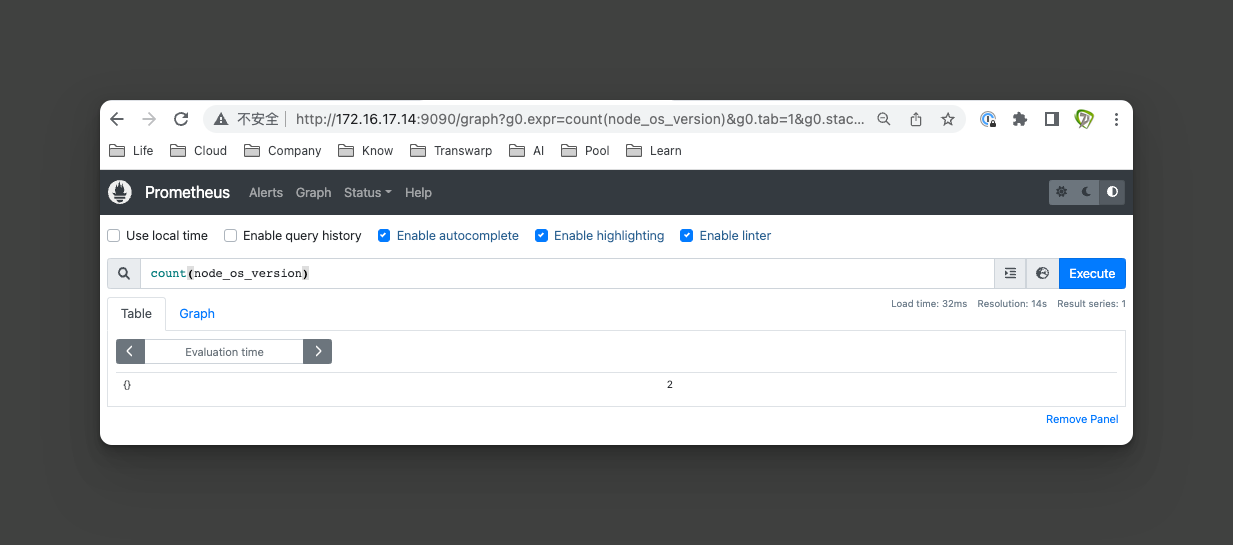 不安全 http://172.16.17.14:9090/graph?g0.expr=count(node_os_version)&g0.tab=1&g0.stac...
Life Cloud Company Know Transwarp AI Pool Learn
Prometheus Alerts Graph Status Help
Use local time Enable query history Enable autocomplete Enable highlighting Enable linter
count(node_os_version) Execute
Load time: 32ms Resolution: 14s Result series: 1
Table Graph
Evaluation time
{} 2
Remove Panel